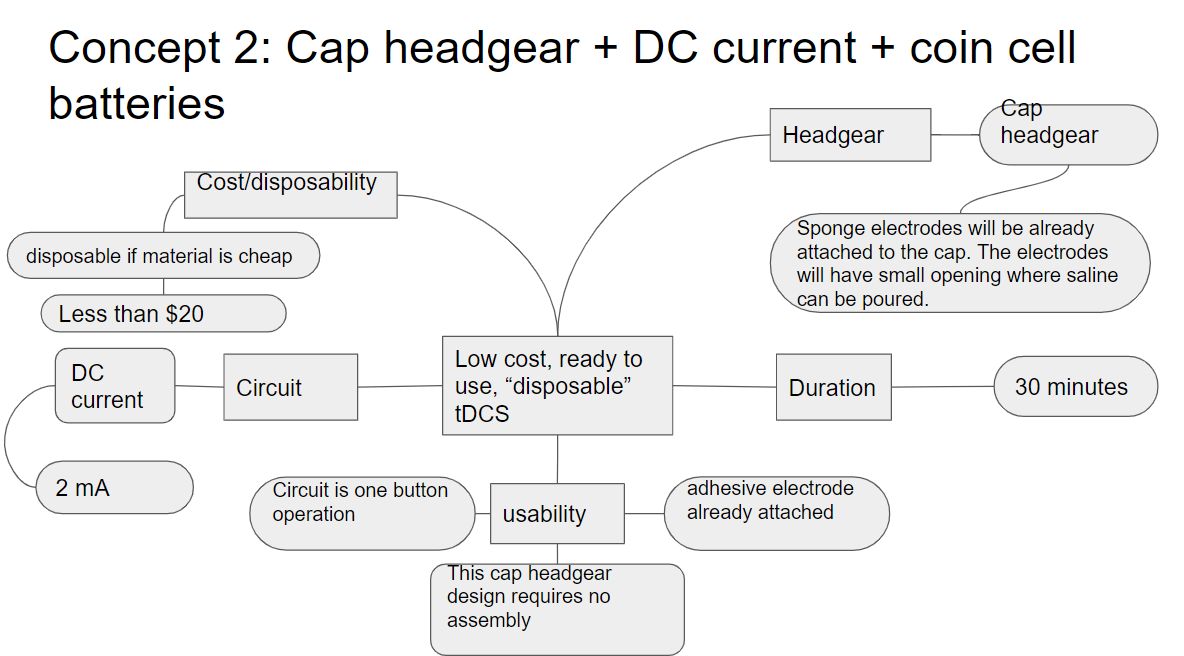 Concept 2: Cap headgear + DC current + coin cell
batteries
Headgear
Cap
headgear
Cost/disposability
Sponge electrodes will be already
attached to the cap. The electrodes
will have small opening where saline
can be poured.
disposable if material is cheap
Less than $20
DC
current
Circuit
Low cost, ready to
use, “disposable”
tDCS
Duration
30 minutes
2 mA
Circuit is one button
operation
usability
adhesive electrode
already attached
This cap headgear
design requires no
assembly